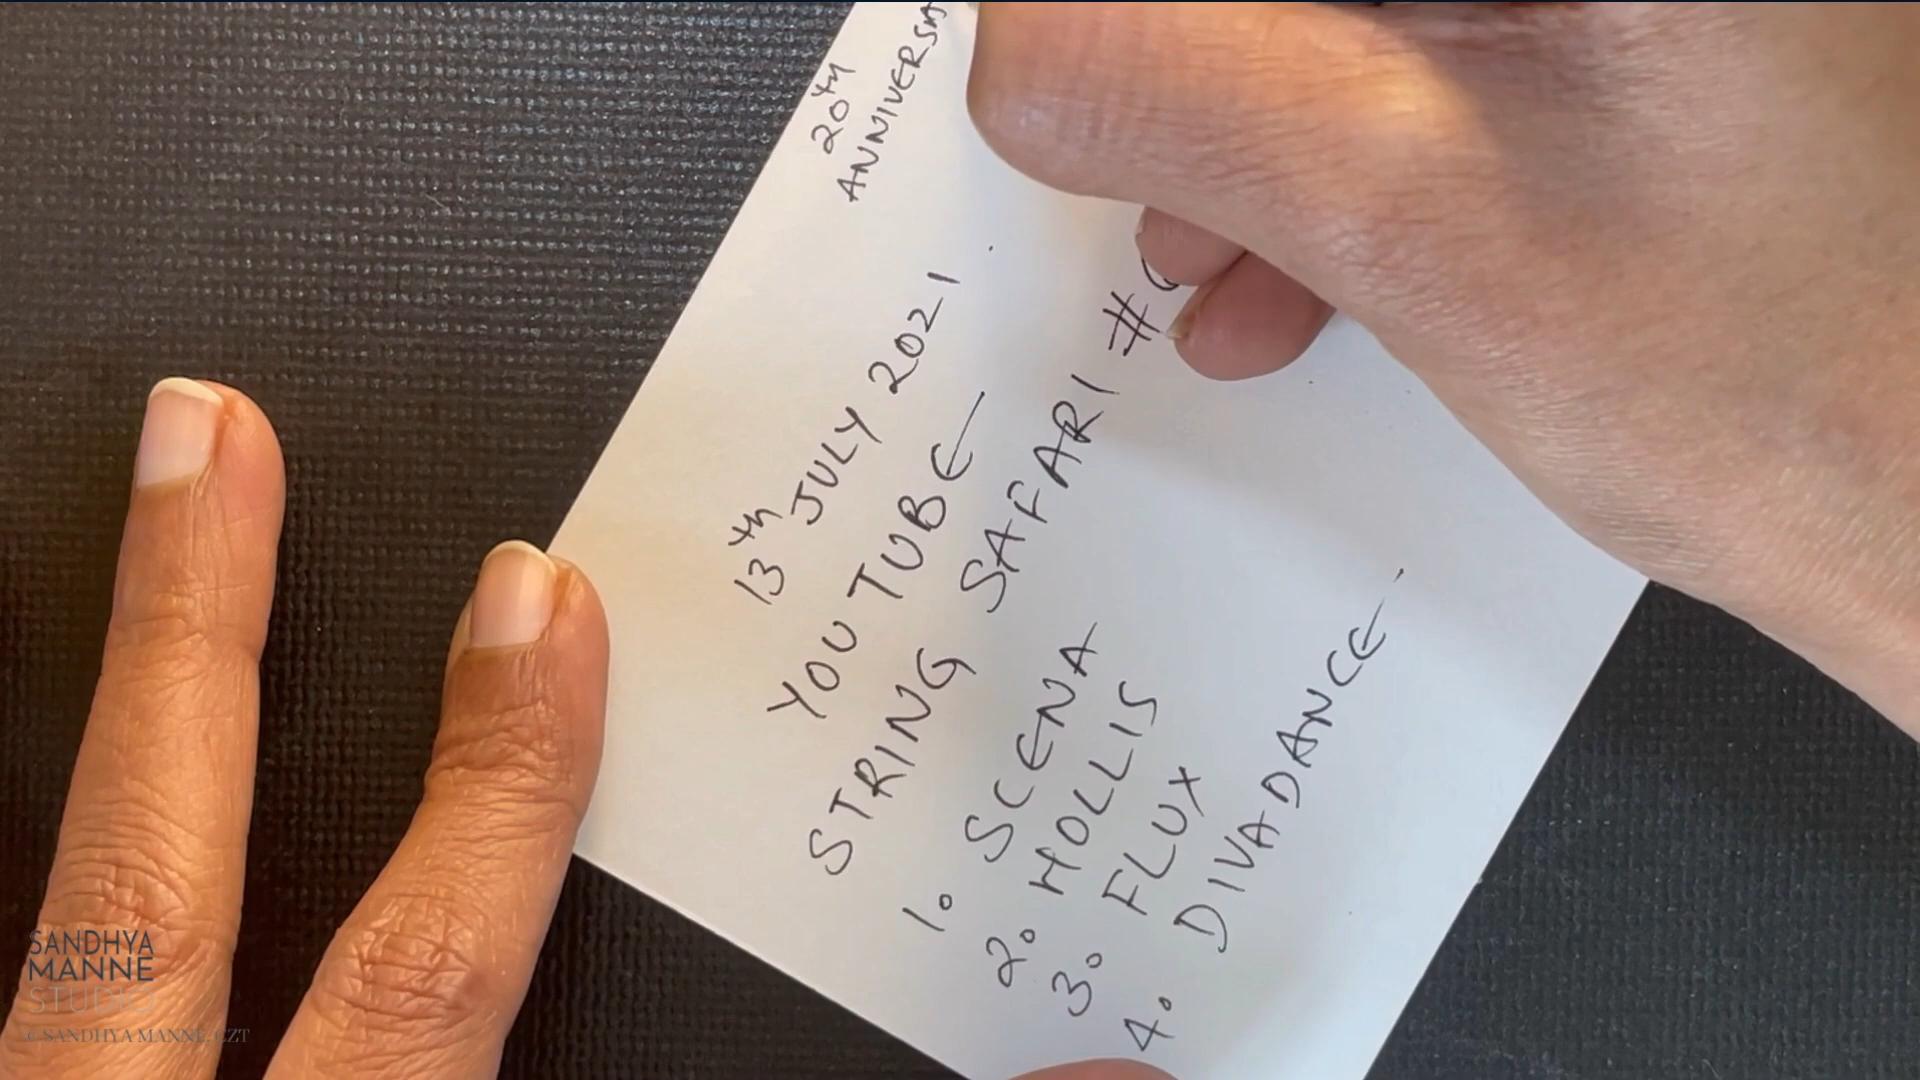 20th
ANNIVERSA
13th JULY 2021
YOUTUBE
STRING SAFARI #
1. SCENA
2. HOLLIS
3. FLUX
4. DIVADANCE
SANDHYA
MANNE
STUDIO
© SANDHYA MANNE, CZT